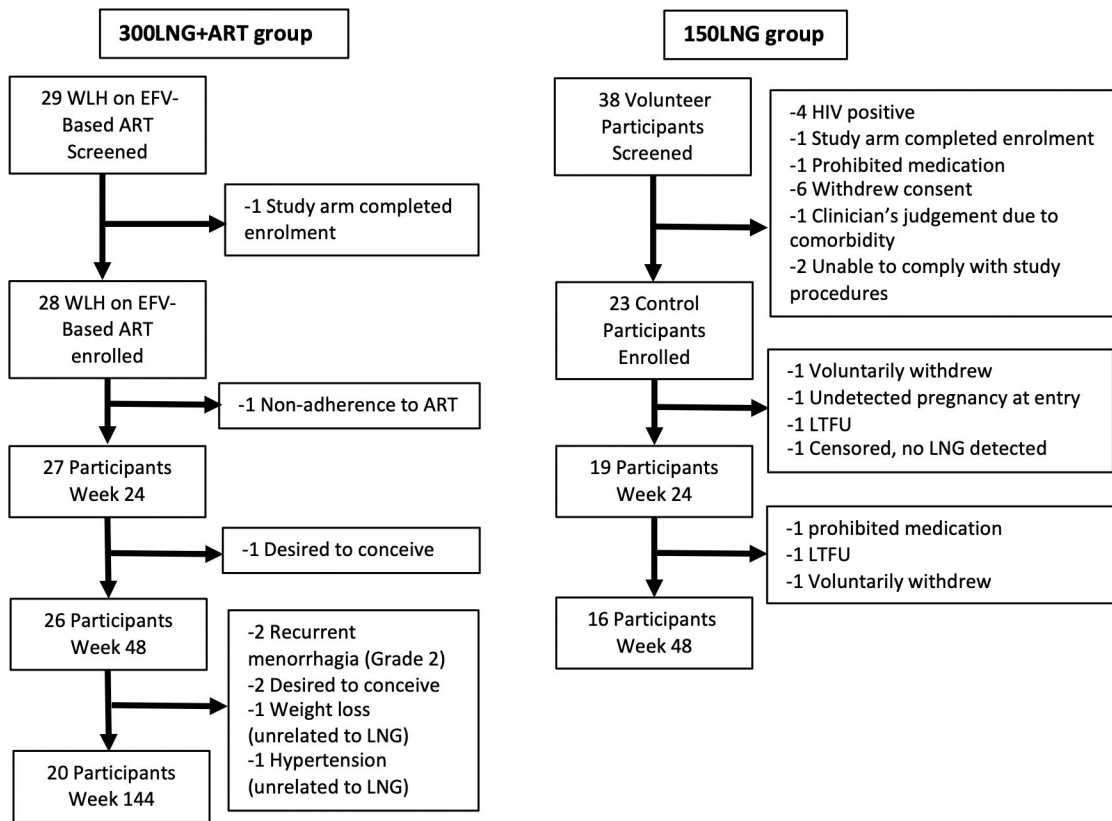 300LNG+ART group
29 WLH on EFV-
Based ART
Screened
-1 Study arm completed
enrolment
28 WLH on EFV-
Based ART
enrolled
-1 Non-adherence to ART
27 Participants
Week 24
-1 Desired to conceive
26 Participants
Week 48
-2 Recurrent
menorrhagia (Grade 2)
-2 Desired to conceive
-1 Weight loss
(unrelated to LNG)
-1 Hypertension
(unrelated to LNG)
20 Participants
Week 144
150LNG group
38 Volunteer
Participants
Screened
-4 HIV positive
-1 Study arm completed enrolment
-1 Prohibited medication
-6 Withdrew consent
-1 Clinician’s judgement due to
comorbidity
-2 Unable to comply with study
procedures
23 Control
Participants
Enrolled
-1 Voluntarily withdrew
-1 Undetected pregnancy at entry
-1 LTFU
-1 Censored, no LNG detected
19 Participants
Week 24
-1 prohibited medication
-1 LTFU
-1 Voluntarily withdrew
16 Participants
Week 48